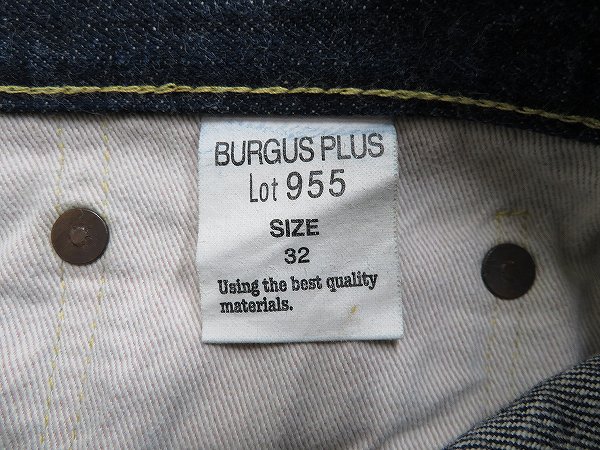 BURGUS PLUS
Lot 955
SIZE
32
Using the best quality
materials.